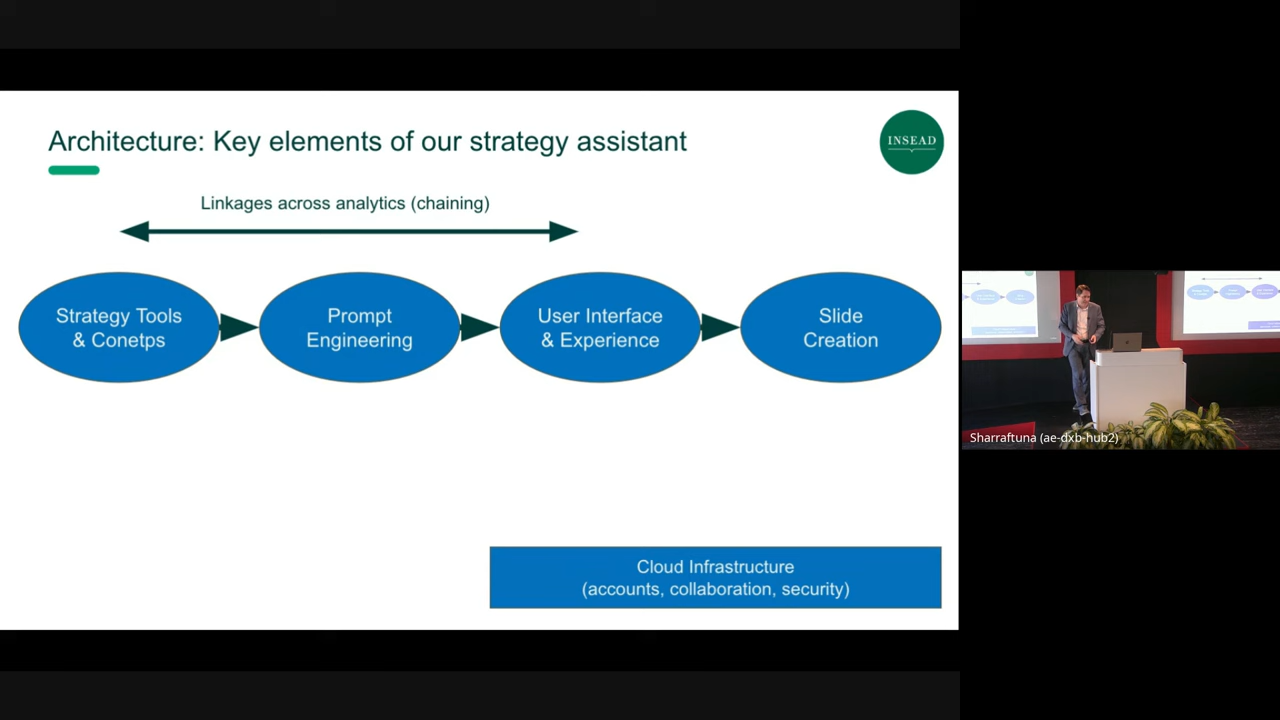 Architecture: Key elements of our strategy assistant
INSEAD
Linkages across analytics (chaining)
Strategy Tools
& Conetps
Prompt
Engineering
User Interface
& Experience
Slide
Creation
Cloud Infrastructure
(accounts, collaboration, security)
Sharraftuna (ae-dxb-hub2)